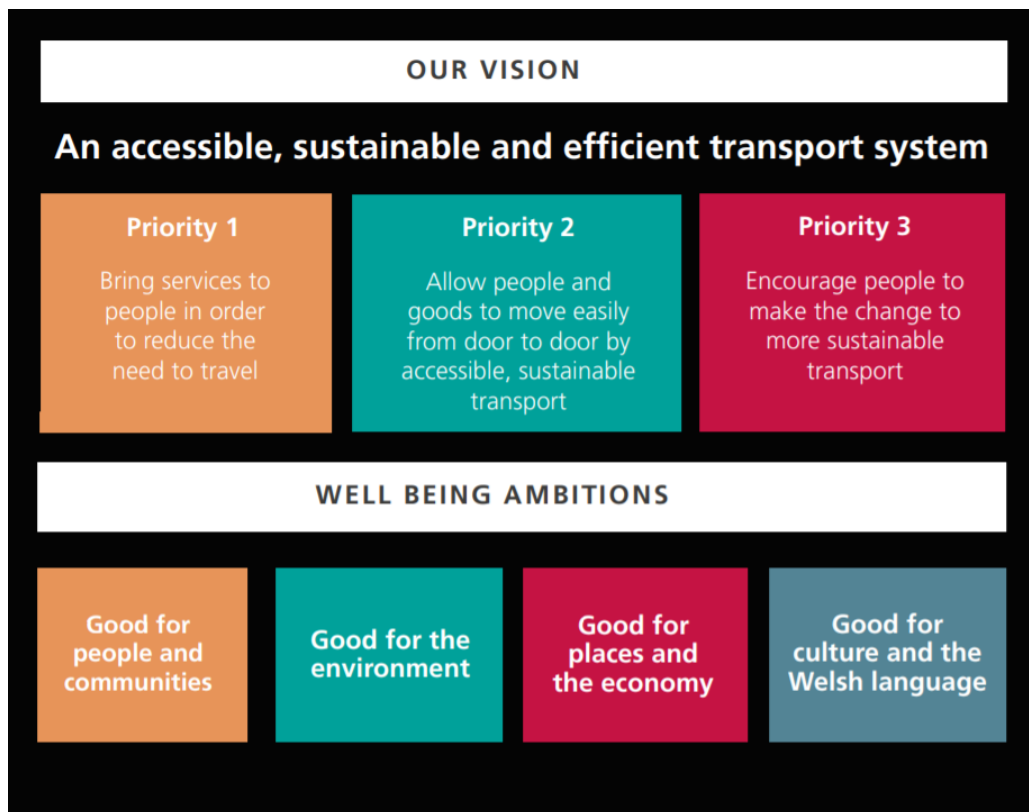 OUR VISION
An accessible, sustainable and efficient transport system
Priority 1
Bring services to
people in order
to reduce the
need to travel
Priority 2
Allow people and
goods to move easily
from door to door by
accessible, sustainable
transport
Priority 3
Encourage people to
make the change to
more sustainable
transport
WELL BEING AMBITIONS
Good for
people and
communities
Good for the
environment
Good for
places and
the economy
Good for
culture and the
Welsh language